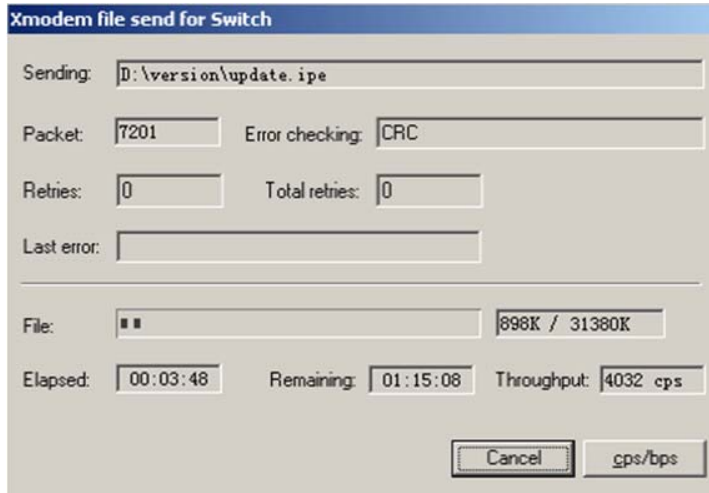 Xmodem file send for Switch
Sending: D:\version\update.ipe
Packet: 7201 Error checking: CRC
Retries: 0 Total retries: 0
Last error:
File: 898K / 31380K
Elapsed: 00:03:48 Remaining: 01:15:08 Throughput: 4032 cps
Cancel cps/bps